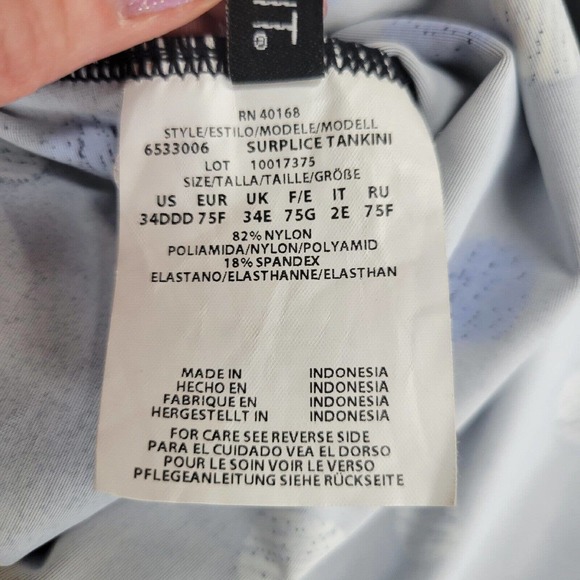 RN 40168
STYLE/ESTILO/MODELE/MODELL
6533006 SURPLICE TANKINI
LOT 10017375
SIZE/TALLA/TAILLE/GRÖßE
US EUR UK F/E IT RU
34DDD 75F 34E 75G 2E 75F
82% NYLON
POLIAMIDA/NYLON/POLYAMID
18% SPANDEX
ELASTANO/ELASTHANNE/ELASTHAN
MADE IN INDONESIA
HECHO EN INDONESIA
FABRIQUE EN INDONESIA
HERGESTELLT IN INDONESIA
FOR CARE SEE REVERSE SIDE
PARA EL CUIDADO VEA EL DORSO
POUR LE SOIN VOIR LE VERSO
PFLEGEANLEITUNG SIEHE RÜCKSEITE